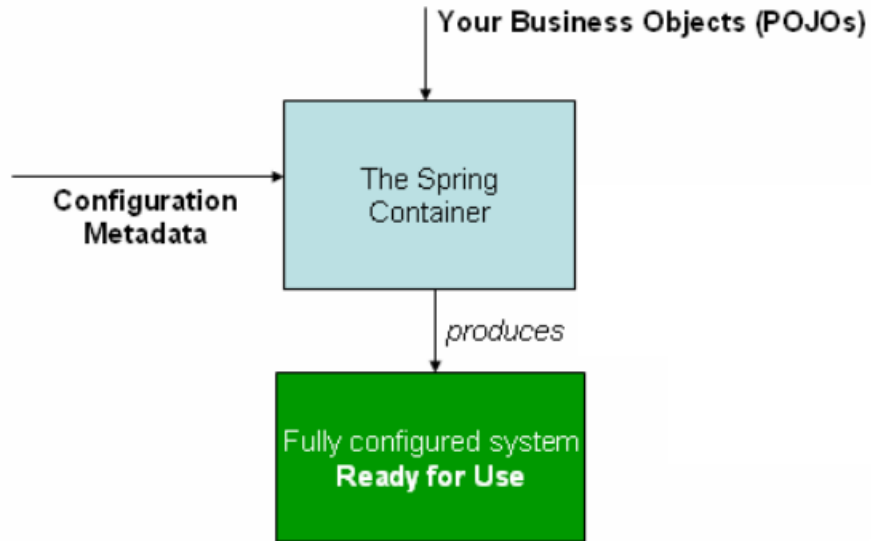 Your Business Objects (POJOs)
The Spring
Container
Configuration
Metadata
produces
Fully configured system
Ready for Use